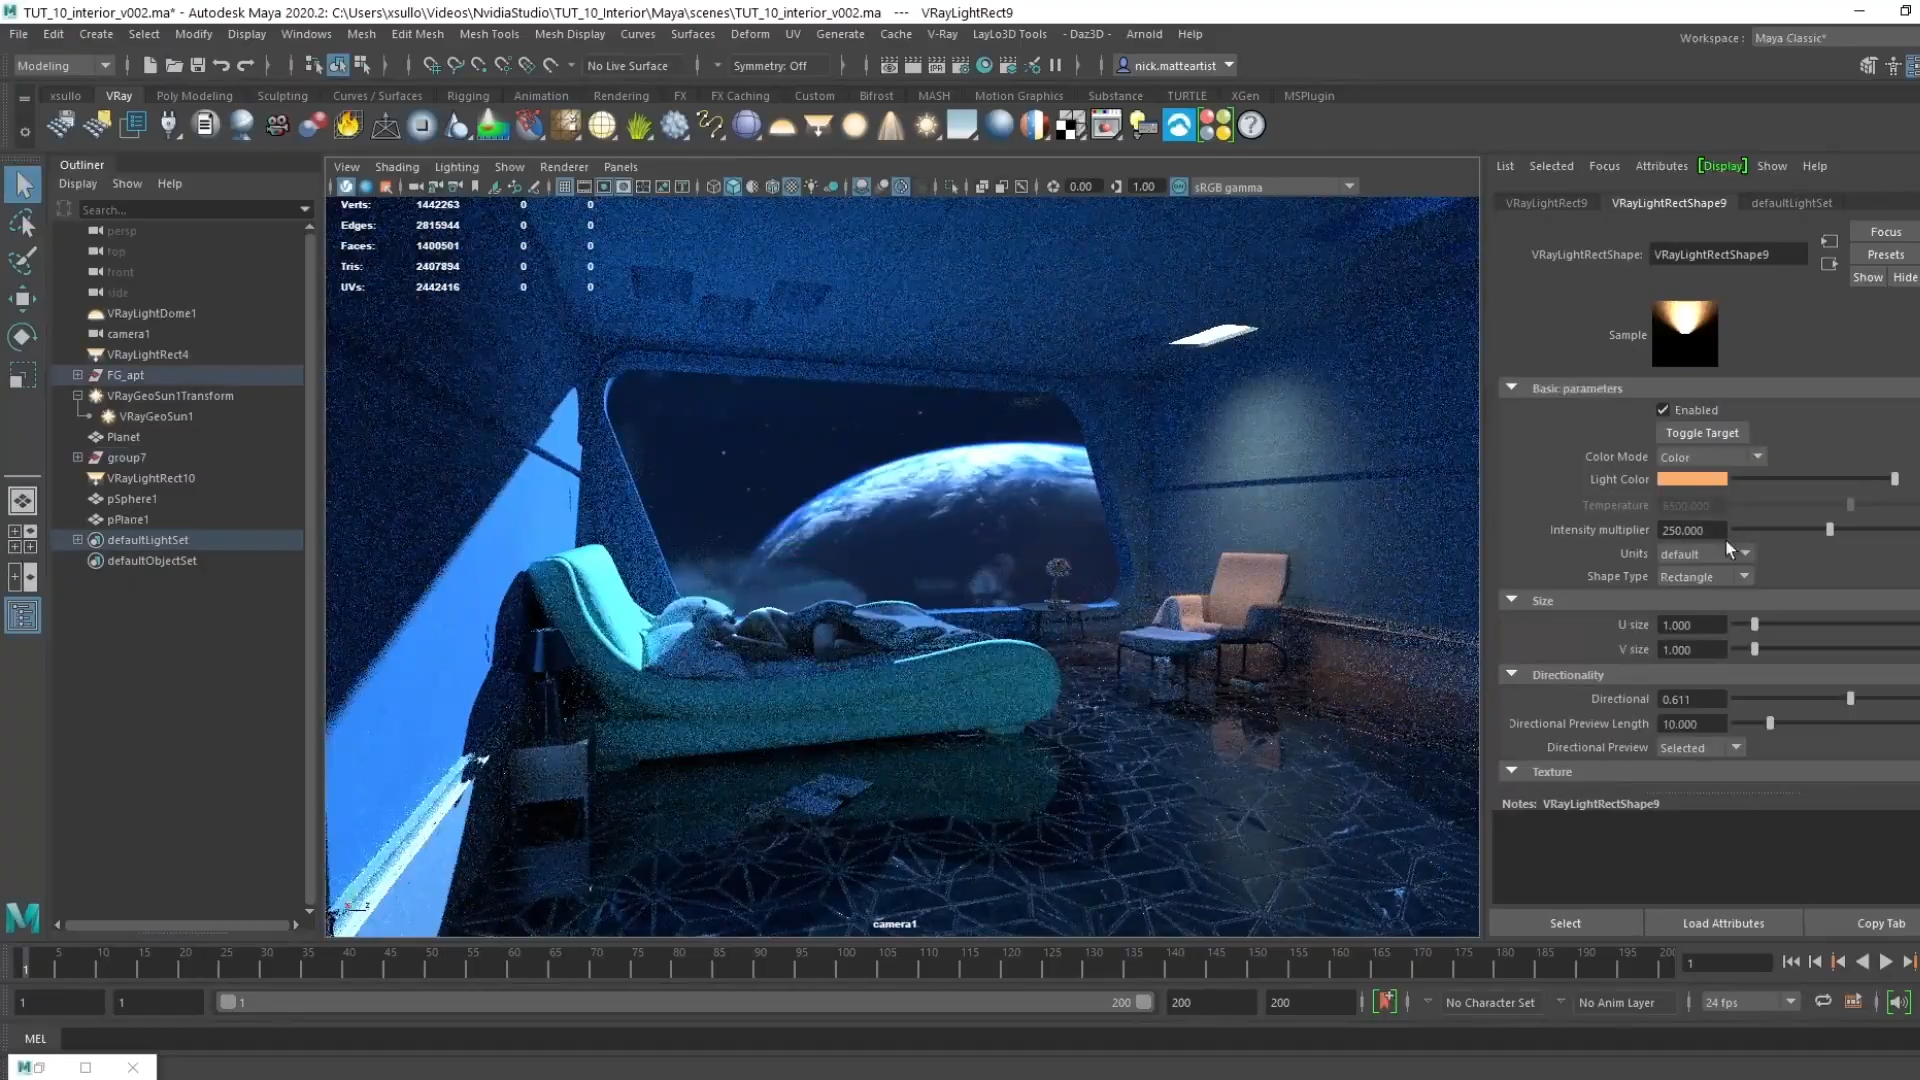 TUT_10_interior_v002.ma* - Autodesk Maya 2020.2: C:\Users\xsullo\Videos\NvidiaStudio\TUT_10_Interior\Maya\scenes\TUT_10_interior_v002.ma --- VRayLightRect9
File Edit Create Select Modify Display Windows Mesh Edit Mesh Mesh Tools Mesh Display Curves Surfaces Deform UV Generate Cache V-Ray LayLo3D Tools - Daz3D - Arnold Help
Workspace : Maya Classic*
Modeling No Live Surface Symmetry: Off nick.matteartist
xsullo VRay Poly Modeling Sculpting Curves / Surfaces Rigging Animation Rendering FX FX Caching Custom Bifrost MASH Motion Graphics Substance TURTLE XGen MSPlugin
Outliner
Display Show Help
Search...
persp
top
front
side
VRayLightDome1
camera1
VRayLightRect4
FG_apt
VRayGeoSun1Transform
VRayGeoSun1
Planet
group7
VRayLightRect10
pSphere1
pPlane1
defaultLightSet
defaultObjectSet
View Shading Lighting Show Renderer Panels
0.00 1.00 sRGB gamma
Verts: 1442263 0 0
Edges: 2815944 0 0
Faces: 1400501 0 0
Tris: 2407894 0 0
UVs: 2442416 0 0
camera1
List Selected Focus Attributes [Display] Show Help
VRayLightRect9 VRayLightRectShape9 defaultLightSet
Focus
VRayLightRectShape: VRayLightRectShape9 Presets
Show Hide
Sample
Basic parameters
Enabled
Toggle Target
Color Mode Color
Light Color
Temperature 6500.000
Intensity multiplier 250.000
Units default
Shape Type Rectangle
Size
U size 1.000
V size 1.000
Directionality
Directional 0.611
Directional Preview Length 10.000
Directional Preview Selected
Texture
Notes: VRayLightRectShape9
Select Load Attributes Copy Tab
5 10 15 20 25 30 35 40 45 50 55 60 65 70 75 80 85 90 95 100 105 110 115 120 125 130 135 140 145 150 155 160 165 170 175 180 185 190 195 200
1 1
1 1 1 200 200 200 No Character Set No Anim Layer 24 fps
MEL